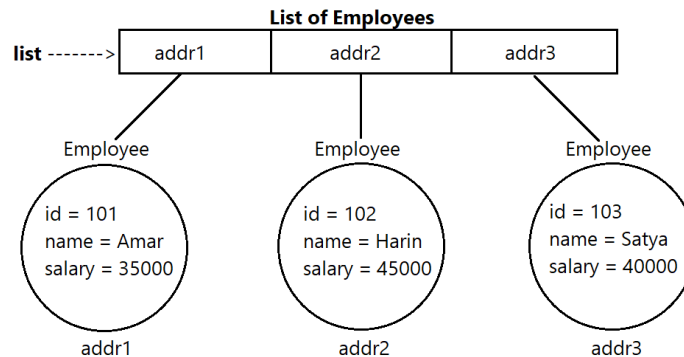 List of Employees
list ------->
addr1
addr2
addr3
Employee
Employee
Employee
id = 101
name = Amar
salary = 35000
id = 102
name = Harin
salary = 45000
id = 103
name = Satya
salary = 40000
addr1
addr2
addr3